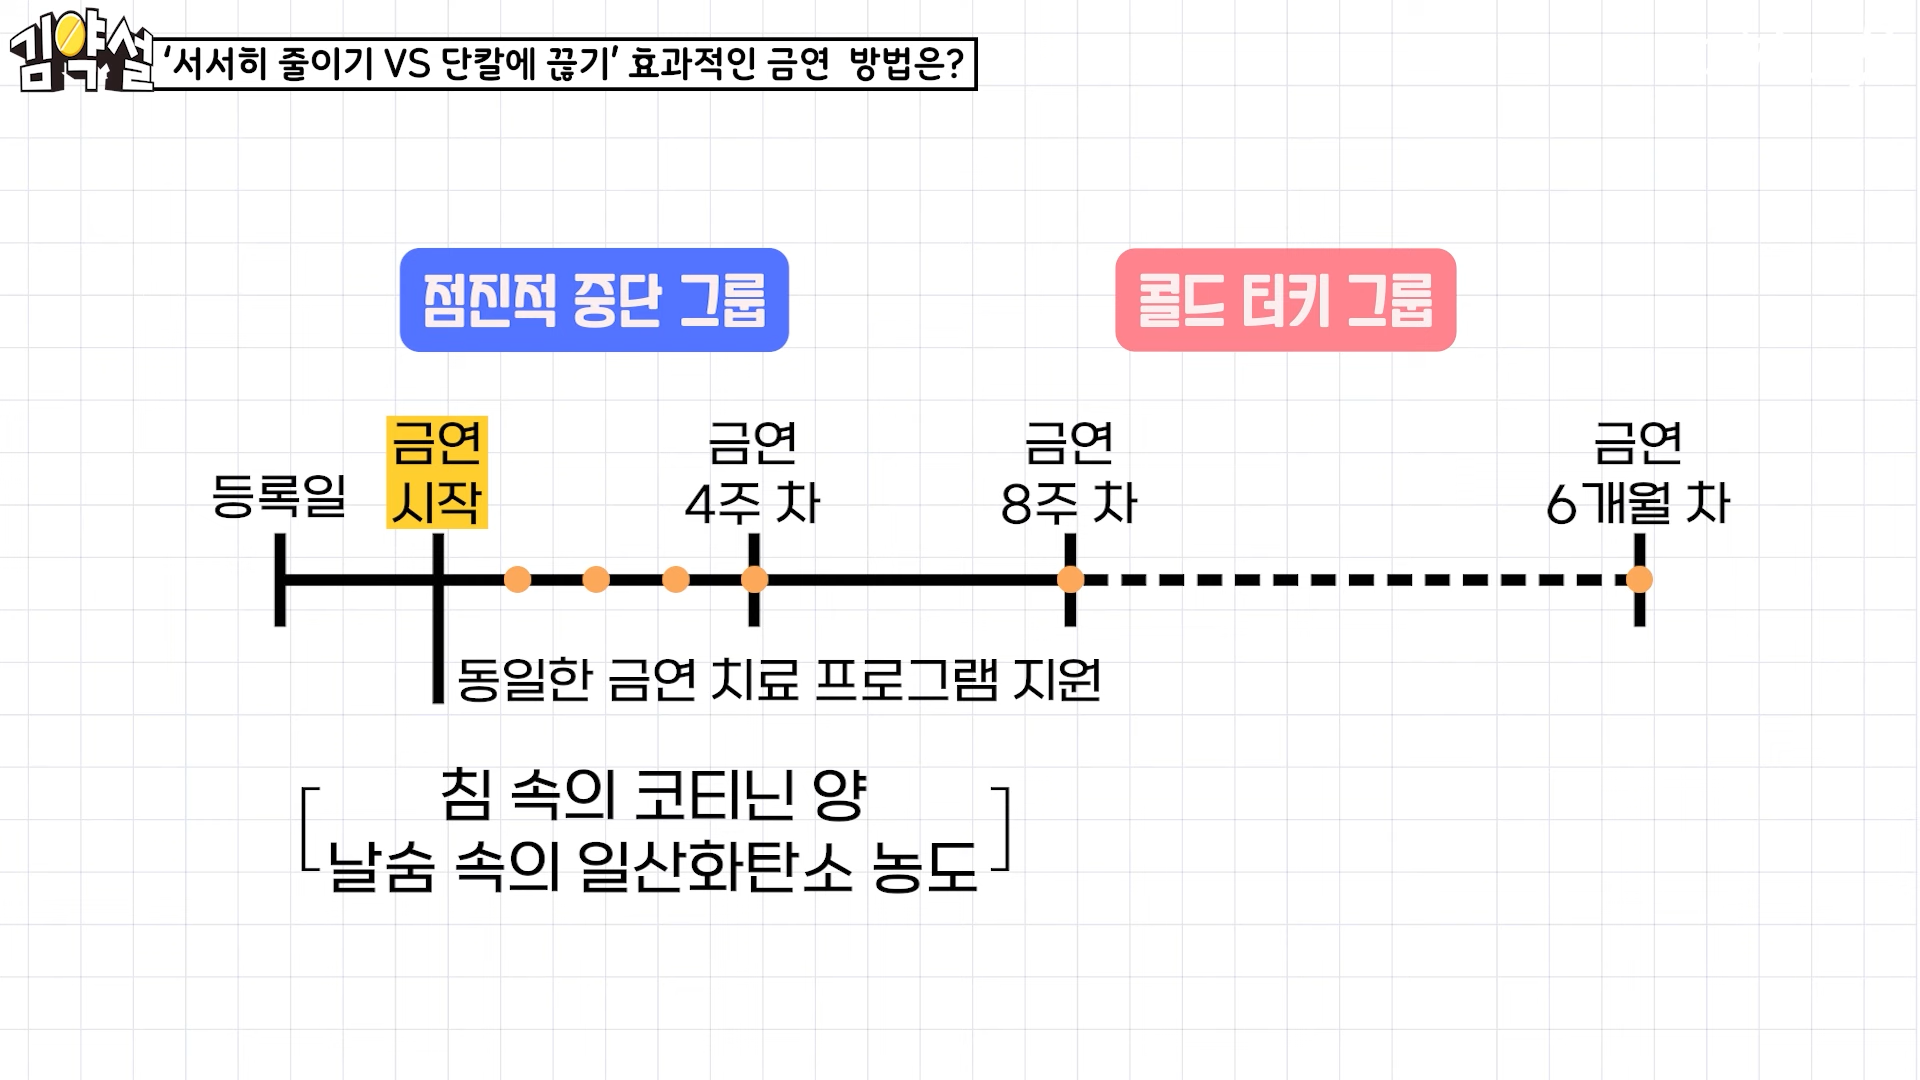 김약설
‘서서히 줄이기 VS 단칼에 끊기’ 효과적인 금연 방법은?
점진적 중단 그룹
콜드 터키 그룹
등록일
금연
시작
금연
4주 차
금연
8주 차
금연
6개월 차
동일한 금연 치료 프로그램 지원
침 속의 코티닌 양
날숨 속의 일산화탄소 농도